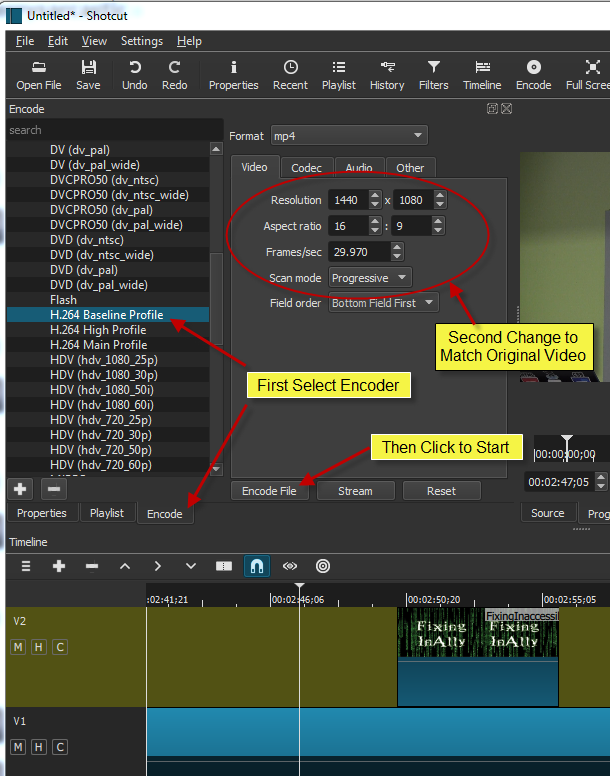 Untitled* - Shotcut
File Edit View Settings Help
Open File Save Undo Redo Properties Recent Playlist History Filters Timeline Encode Full Screen
Encode
search
DV (dv_pal)
DV (dv_pal_wide)
DVCPRO50 (dv_ntsc)
DVCPRO50 (dv_ntsc_wide)
DVCPRO50 (dv_pal)
DVCPRO50 (dv_pal_wide)
DVD (dv_ntsc)
DVD (dv_ntsc_wide)
DVD (dv_pal)
DVD (dv_pal_wide)
Flash
H.264 Baseline Profile
H.264 High Profile
H.264 Main Profile
HDV (hdv_1080_25p)
HDV (hdv_1080_30p)
HDV (hdv_1080_50i)
HDV (hdv_1080_60i)
HDV (hdv_720_25p)
HDV (hdv_720_30p)
HDV (hdv_720_50p)
HDV (hdv_720_60p)
Format mp4
Video Codec Audio Other
Resolution 1440 x 1080
Aspect ratio 16 : 9
Frames/sec 29.970
Scan mode Progressive
Field order Bottom Field First
Second Change to
Match Original Video
First Select Encoder
Then Click to Start
Encode File Stream Reset
00:00:00;00
00:02:47;05
Properties Playlist Encode
Source Prog
Timeline
:02:41;21 00:02:46;06 00:02:50;20 00:02:55;05
V2
M H C
FixingInaccessi
Fixing Fixing
InAlly InAlly
V1
M H C